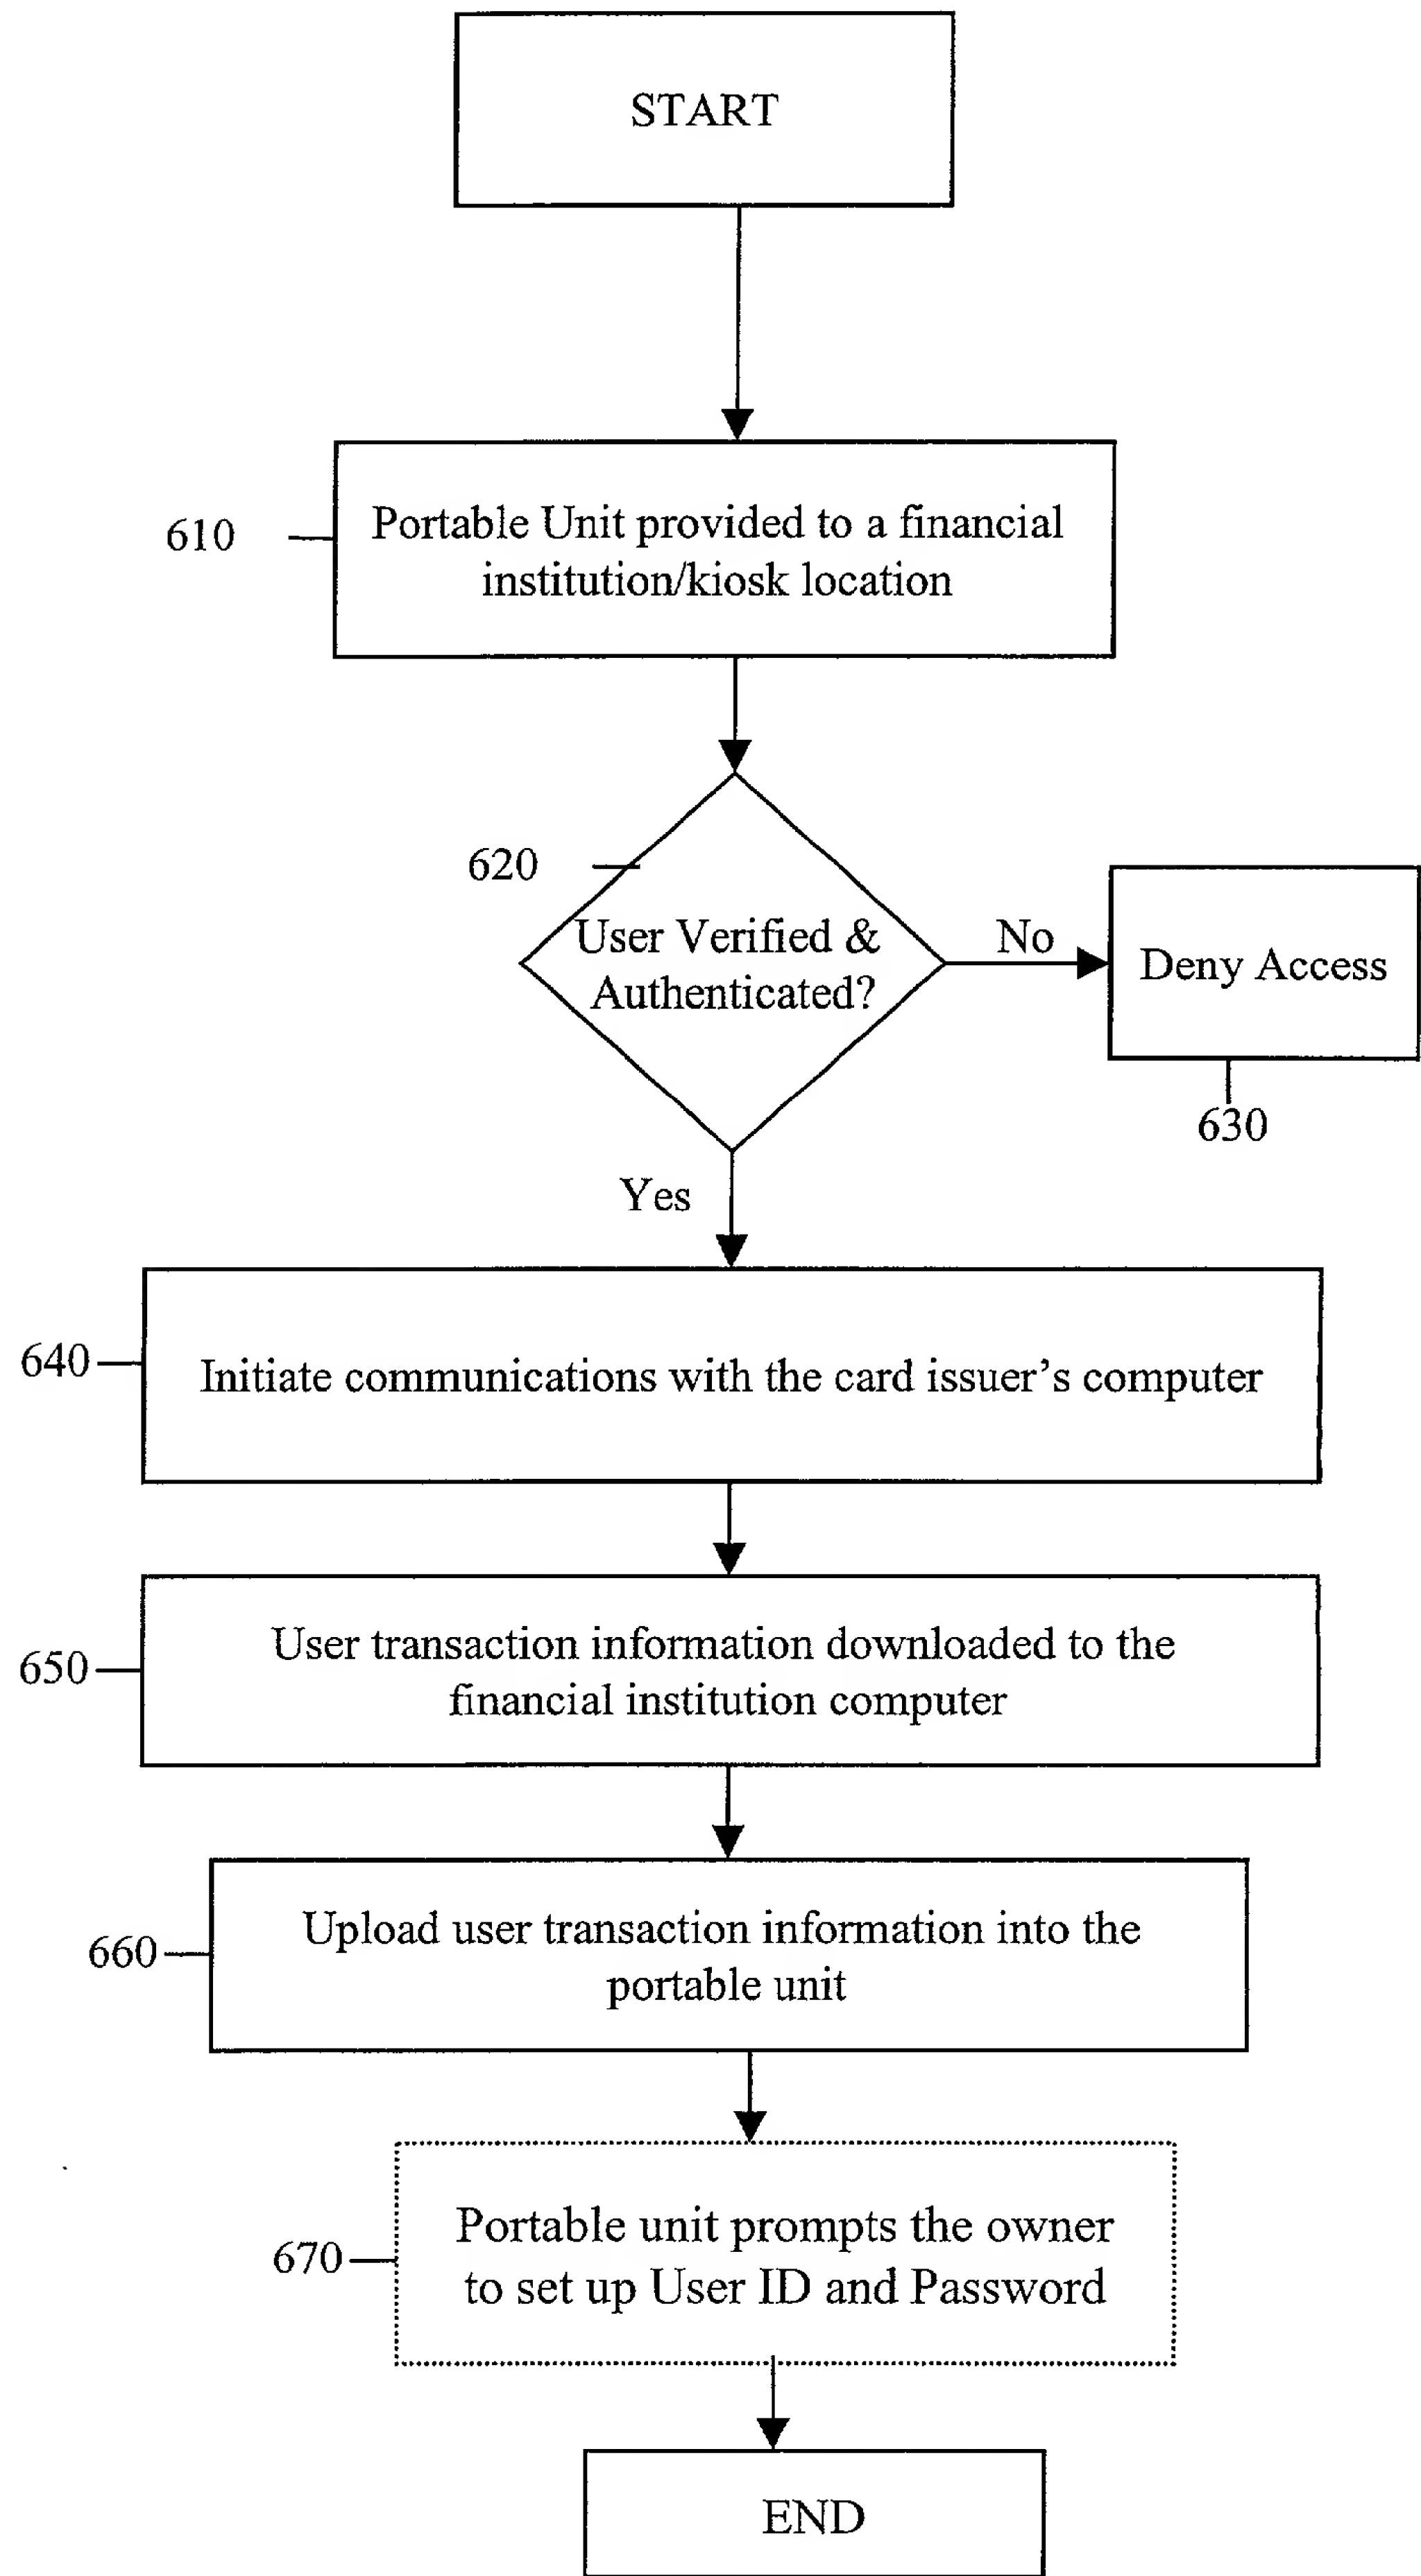 START
610
Portable Unit provided to a financial
institution/kiosk location
620
User Verified &
Authenticated?
No
Deny Access
630
Yes
640
Initiate communications with the card issuer’s computer
650
User transaction information downloaded to the
financial institution computer
660
Upload user transaction information into the
portable unit
670
Portable unit prompts the owner
to set up User ID and Password
END